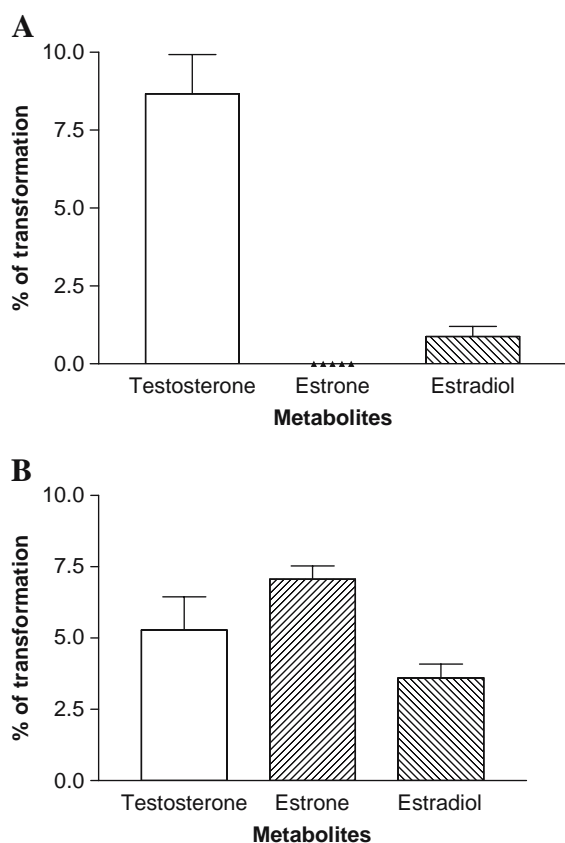 A
10.0
7.5
5.0
2.5
0.0
% of transformation
Testosterone Estrone Estradiol
Metabolites
B
10.0
7.5
5.0
2.5
0.0
% of transformation
Testosterone Estrone Estradiol
Metabolites